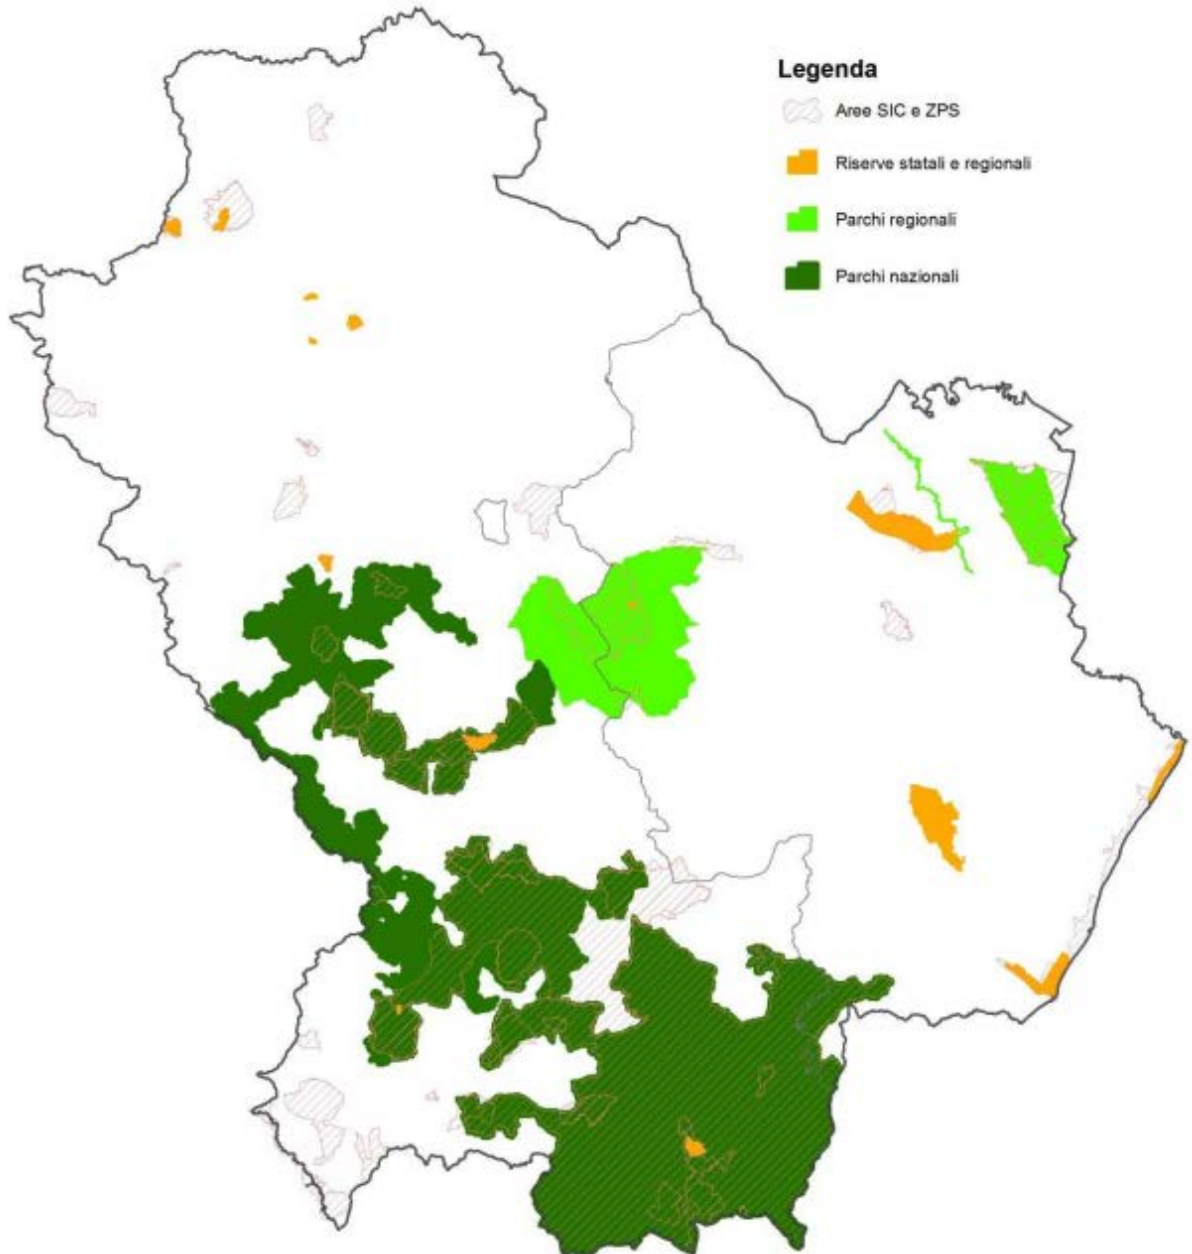 Legenda
Aree SIC e ZPS
Riserve statali e regionali
Parchi regionali
Parchi nazionali